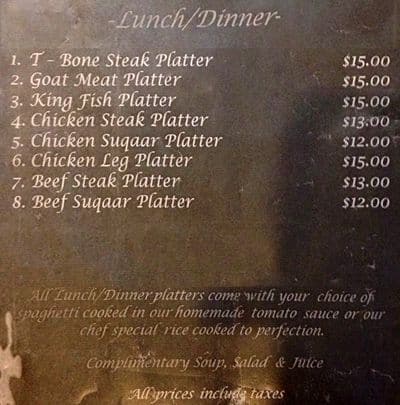 -Lunch/Dinner-
1. T - Bone Steak Platter $15.00
2. Goat Meat Platter $15.00
3. King Fish Platter $15.00
4. Chicken Steak Platter $13.00
5. Chicken Suqaar Platter $12.00
6. Chicken Leg Platter $15.00
7. Beef Steak Platter $13.00
8. Beef Suqaar Platter $12.00
All Lunch/Dinner platters come with your choice of
spaghetti cooked in our homemade tomato sauce or our
chef special rice cooked to perfection.
Complimentary Soup, Salad & Juice
All prices include taxes